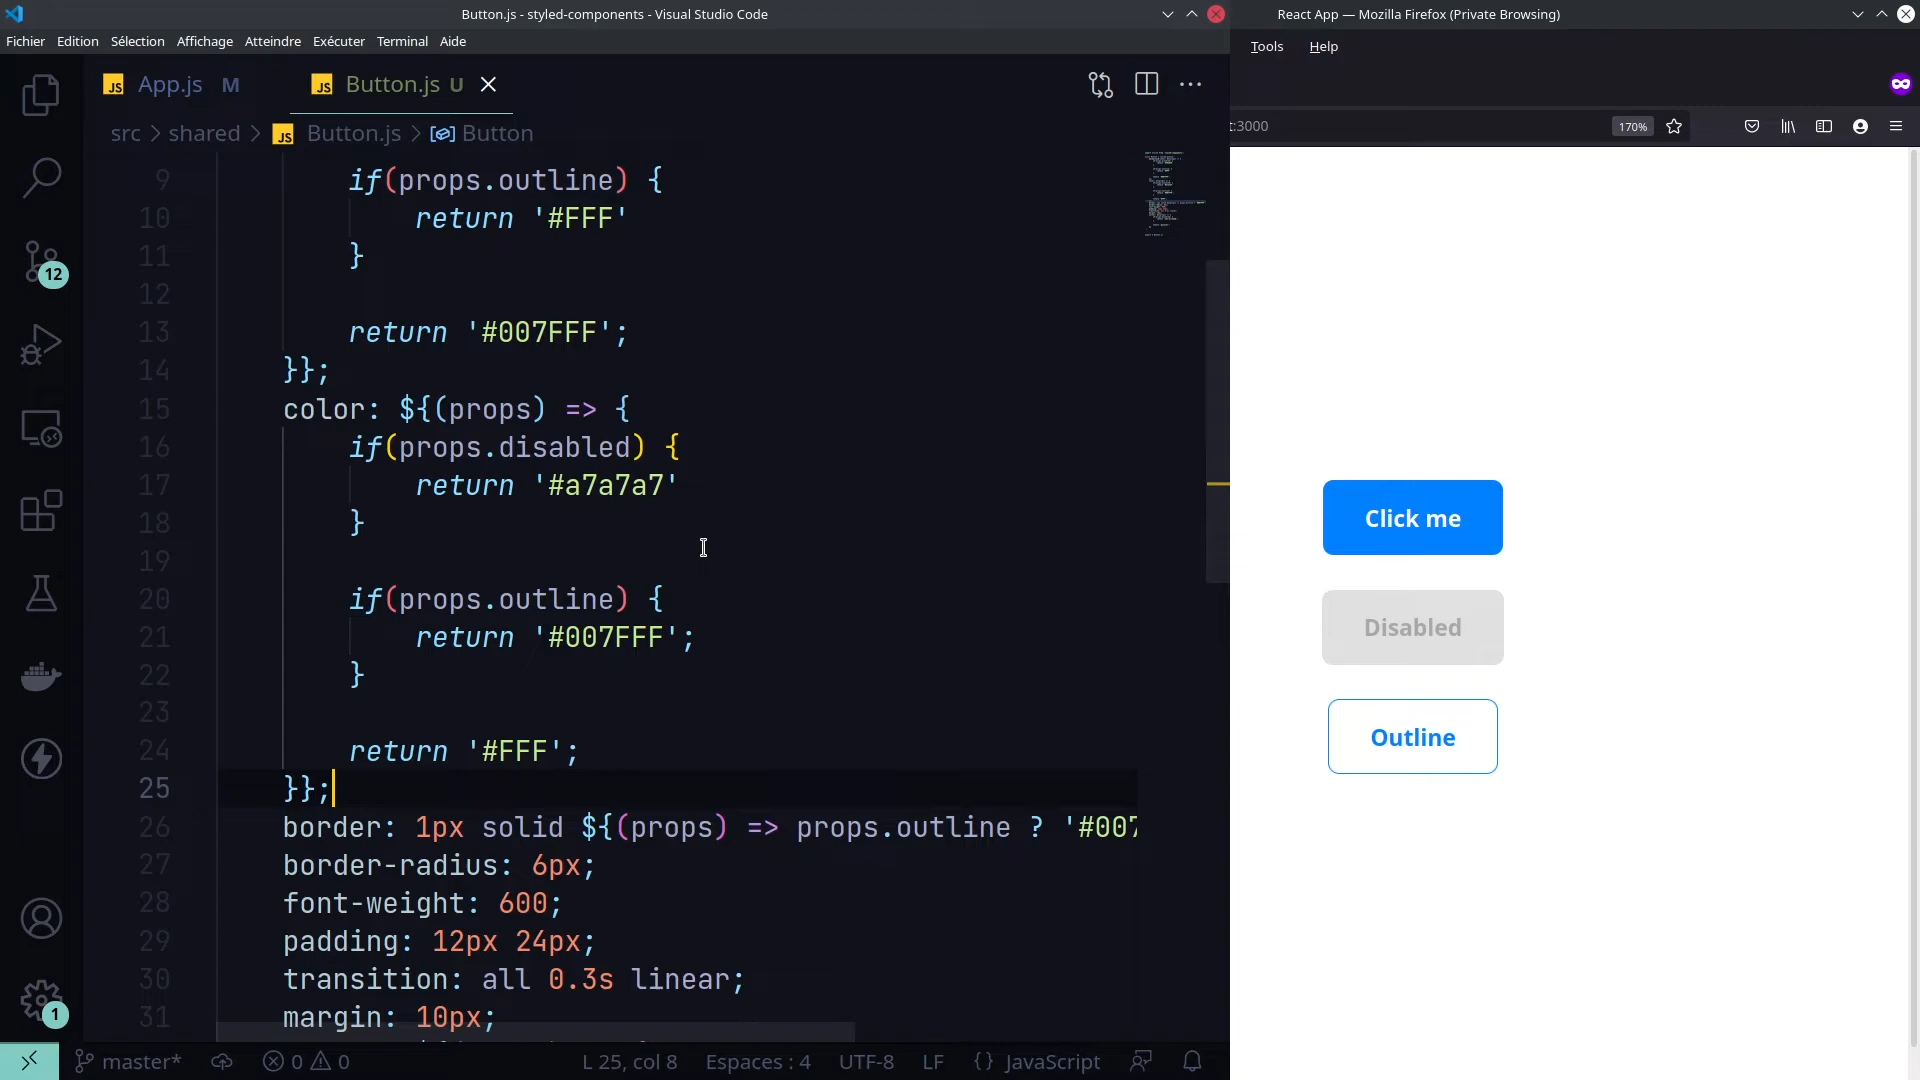 Button.js - styled-components - Visual Studio Code
Fichier Edition Sélection Affichage Atteindre Exécuter Terminal Aide
JS App.js M
JS Button.js U
src > shared > JS Button.js > Button
9 if(props.outline) {
10 return '#FFF'
11 }
12
13 return '#007FFF';
14 }};
15 color: ${(props) => {
16 if(props.disabled) {
17 return '#a7a7a7'
18 }
19
20 if(props.outline) {
21 return '#007FFF';
22 }
23
24 return '#FFF';
25 }};
26 border: 1px solid ${(props) => props.outline ? '#007
27 border-radius: 6px;
28 font-weight: 600;
29 padding: 12px 24px;
30 transition: all 0.3s linear;
31 margin: 10px;
12
1
master* 0 0 L 25, col 8 Espaces : 4 UTF-8 LF {} JavaScript
React App — Mozilla Firefox (Private Browsing)
Tools Help
:3000 170%
Click me
Disabled
Outline